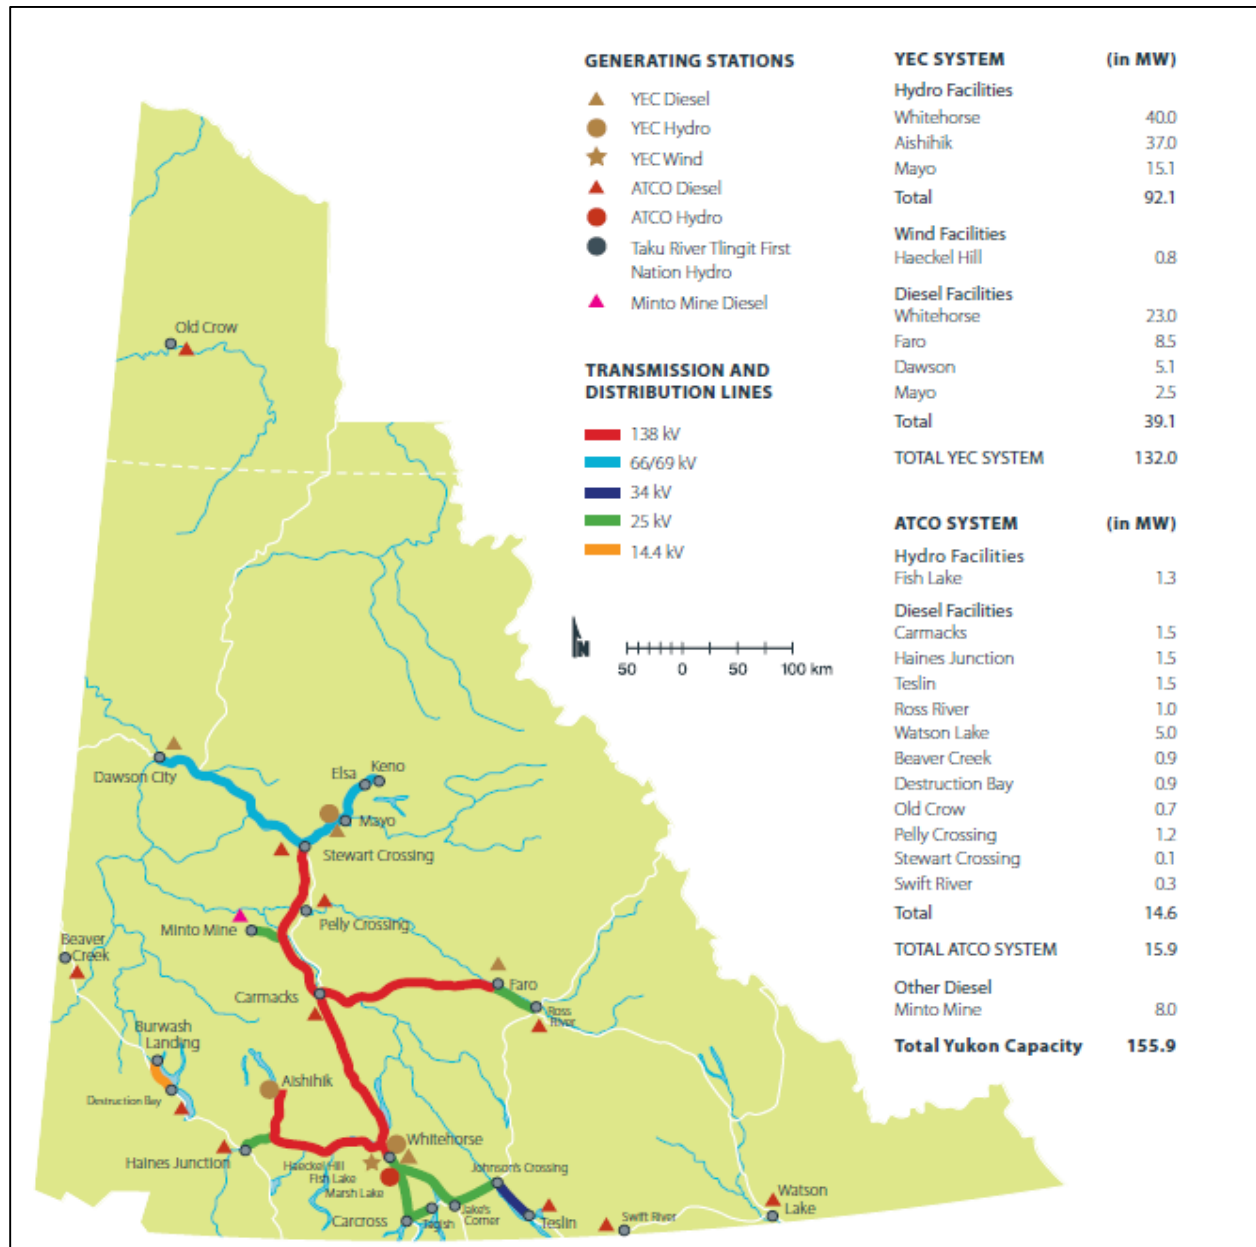 GENERATING STATIONS
YEC Diesel
YEC Hydro
YEC Wind
ATCO Diesel
ATCO Hydro
Taku River Tlingit First
Nation Hydro
Minto Mine Diesel
TRANSMISSION AND
DISTRIBUTION LINES
138 kV
66/69 kV
34 kV
25 kV
14.4 kV
N
50 0 50 100 km
YEC SYSTEM (in MW)
Hydro Facilities
Whitehorse 40.0
Aishihik 37.0
Mayo 15.1
Total 92.1
Wind Facilities
Haeckel Hill 0.8
Diesel Facilities
Whitehorse 23.0
Faro 8.5
Dawson 5.1
Mayo 2.5
Total 39.1
TOTAL YEC SYSTEM 132.0
ATCO SYSTEM (in MW)
Hydro Facilities
Fish Lake 1.3
Diesel Facilities
Carmacks 1.5
Haines Junction 1.5
Teslin 1.5
Ross River 1.0
Watson Lake 5.0
Beaver Creek 0.9
Destruction Bay 0.9
Old Crow 0.7
Pelly Crossing 1.2
Stewart Crossing 0.1
Swift River 0.3
Total 14.6
TOTAL ATCO SYSTEM 15.9
Other Diesel
Minto Mine 8.0
Total Yukon Capacity 155.9
Old Crow
Dawson City
Elsa
Keno
Mayo
Stewart Crossing
Pelly Crossing
Minto Mine
Beaver
Creek
Carmacks
Faro
Ross
River
Burwash
Landing
Destruction Bay
Aishihik
Haines Junction
Whitehorse
Haeckel Hill
Fish Lake
Marsh Lake
Johnson's Crossing
Carcross
Tagish
Jake's
Corner
Teslin
Swift River
Watson
Lake